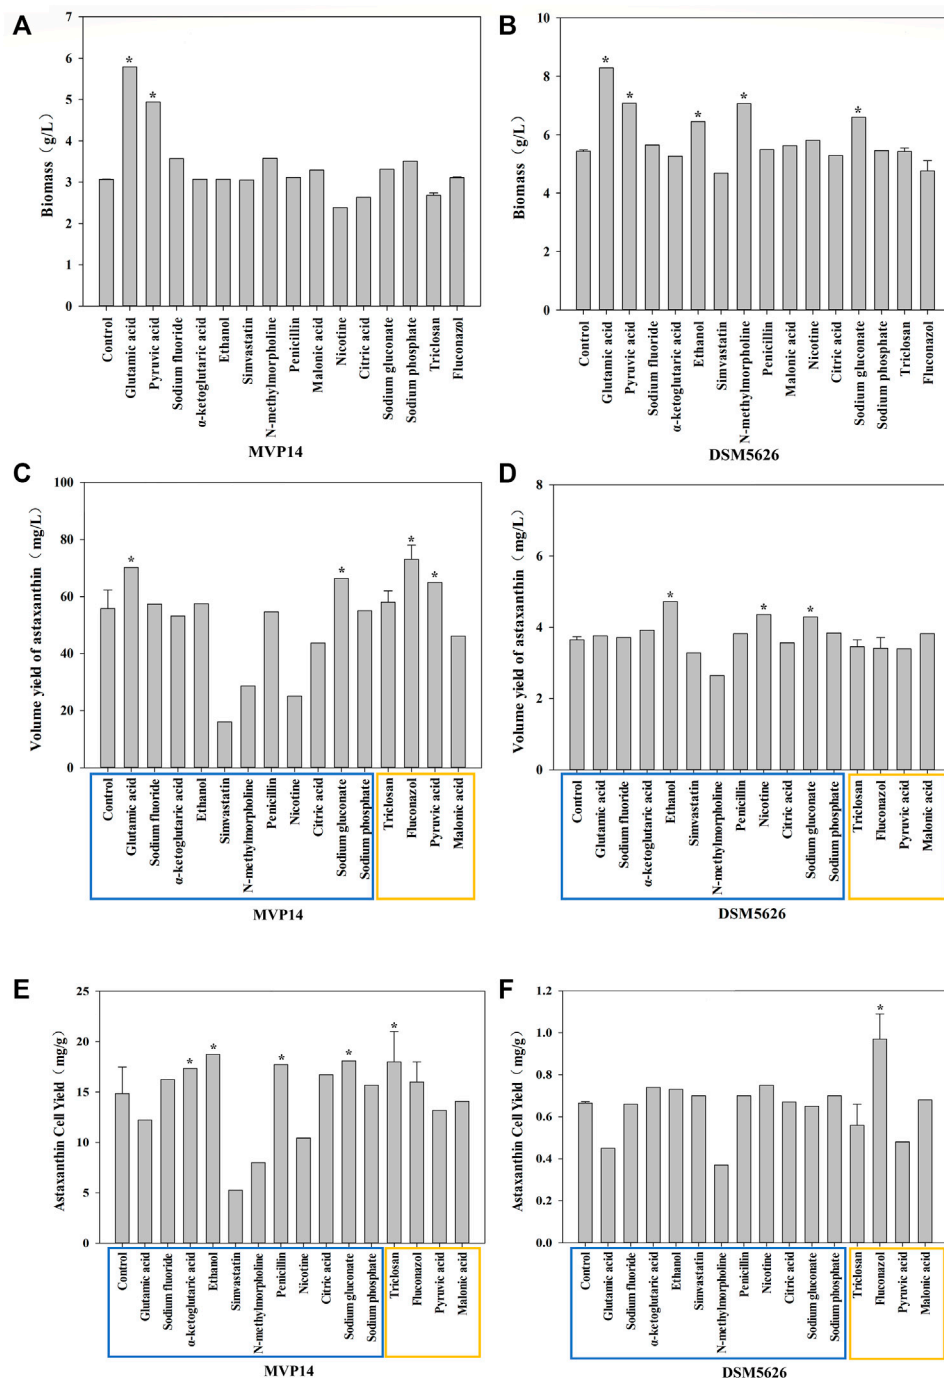 A
Biomass（g/L）
7
6
5
4
3
2
1
0
*
*
Control
Glutamic acid
Pyruvic acid
Sodium fluoride
α-ketoglutaric acid
Ethanol
Simvastatin
N-methylmorpholine
Penicillin
Malonic acid
Nicotine
Citric acid
Sodium gluconate
Sodium phosphate
Triclosan
Fluconazol
MVP14
B
Biomass（g/L）
10
8
6
4
2
0
*
*
*
*
*
Control
Glutamic acid
Pyruvic acid
Sodium fluoride
α-ketoglutaric acid
Ethanol
Simvastatin
N-methylmorpholine
Penicillin
Malonic acid
Nicotine
Citric acid
Sodium gluconate
Sodium phosphate
Triclosan
Fluconazol
DSM5626
C
Volume yield of astaxanthin（mg/L）
100
80
60
40
20
0
*
*
*
*
Control
Glutamic acid
Sodium fluoride
α-ketoglutaric acid
Ethanol
Simvastatin
N-methylmorpholine
Penicillin
Nicotine
Citric acid
Sodium gluconate
Sodium phosphate
Triclosan
Fluconazol
Pyruvic acid
Malonic acid
MVP14
D
Volume yield of astaxanthin（mg/L）
8
6
4
2
0
*
*
*
Control
Glutamic acid
Sodium fluoride
α-ketoglutaric acid
Ethanol
Simvastatin
N-methylmorpholine
Penicillin
Nicotine
Citric acid
Sodium gluconate
Sodium phosphate
Triclosan
Fluconazol
Pyruvic acid
Malonic acid
DSM5626
E
Astaxanthin Cell Yield（mg/g）
25
20
15
10
5
0
*
*
*
*
*
Control
Glutamic acid
Sodium fluoride
α-ketoglutaric acid
Ethanol
Simvastatin
N-methylmorpholine
Penicillin
Nicotine
Citric acid
Sodium gluconate
Sodium phosphate
Triclosan
Fluconazol
Pyruvic acid
Malonic acid
MVP14
F
Astaxanthin Cell Yield（mg/g）
1.2
1.0
0.8
0.6
0.4
0.2
0.0
*
Control
Glutamic acid
Sodium fluoride
α-ketoglutaric acid
Ethanol
Simvastatin
N-methylmorpholine
Penicillin
Nicotine
Citric acid
Sodium gluconate
Sodium phosphate
Triclosan
Fluconazol
Pyruvic acid
Malonic acid
DSM5626